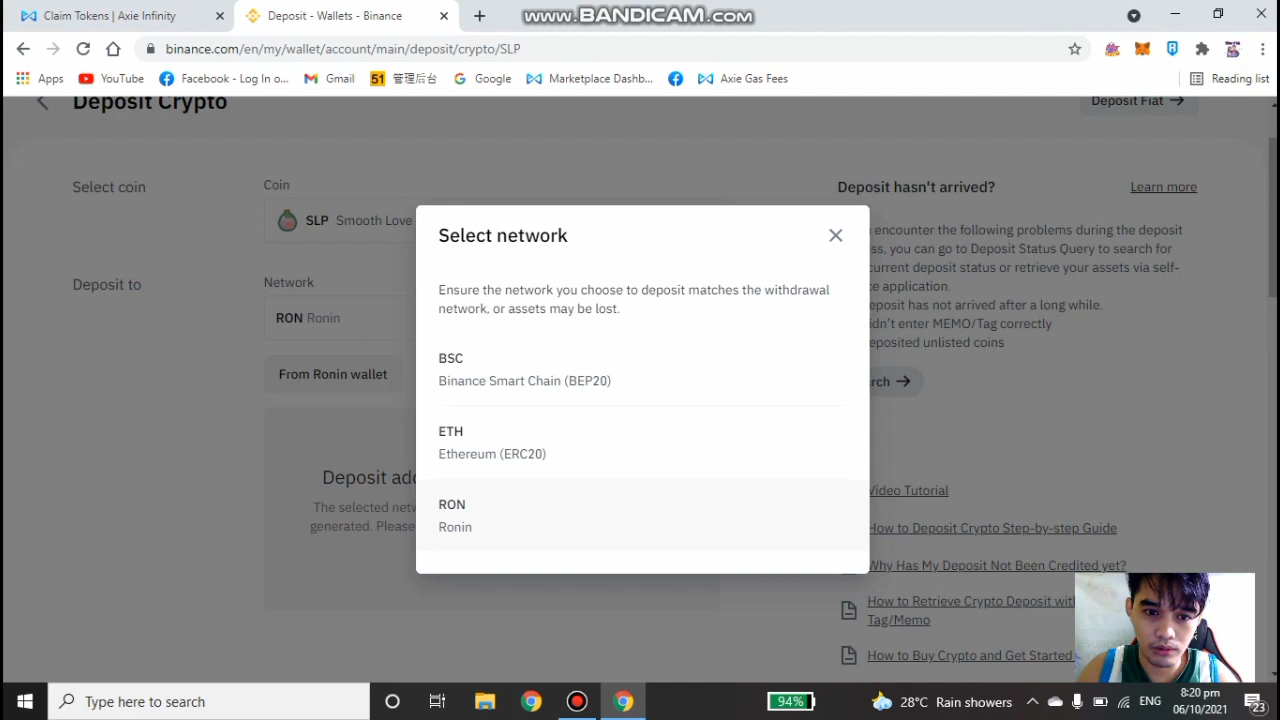 Claim Tokens | Axie Infinity
Deposit - Wallets - Binance
www.BANDICAM.com
binance.com/en/my/wallet/account/main/deposit/crypto/SLP
Apps
YouTube
Facebook - Log In o...
Gmail
51 管理后台
Google
Marketplace Dashb...
Axie Gas Fees
Reading list
Deposit Crypto
Deposit Fiat
Select coin
Coin
SLP Smooth Love
Deposit to
Network
RON Ronin
From Ronin wallet
Deposit
The selected
generated.
Select network
Ensure the network you choose to deposit matches the withdrawal
network, or assets may be lost.
BSC
Binance Smart Chain (BEP20)
ETH
Ethereum (ERC20)
RON
Ronin
Deposit hasn't arrived?
Learn more
encounter the following problems during the deposit
you can go to Deposit Status Query to search for
current deposit status or retrieve your assets via self-
application.
has not arrived after a long while.
enter MEMO/Tag correctly
unlisted coins
Video Tutorial
How to Deposit Crypto Step-by-step Guide
Why Has My Deposit Not Been Credited yet?
How to Retrieve Crypto Deposit
Tag/Memo
How to Buy Crypto and Get Started
Type here to search
94%
28°C Rain showers
ENG
8:20 pm
06/10/2021
23